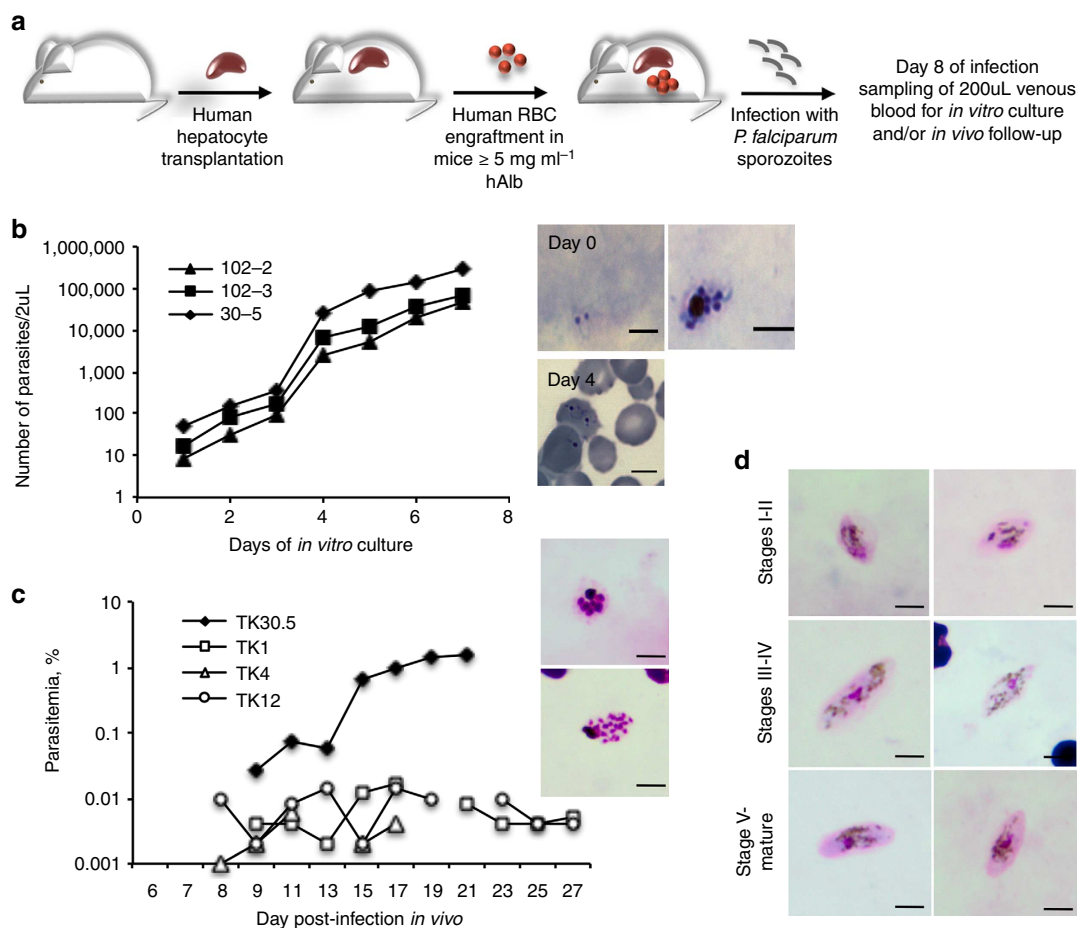 a
Human
hepatocyte
transplantation
Human RBC
engraftment in
mice ≥ 5 mg ml⁻¹
hAlb
Infection with
P. falciparum
sporozoites
Day 8 of infection
sampling of 200uL venous
blood for in vitro culture
and/or in vivo follow-up
b
Number of parasites/2uL
1,000,000
100,000
10,000
1,000
100
10
1
102–2
102–3
30–5
0 2 4 6 8
Days of in vitro culture
Day 0
Day 4
c
Parasitemia, %
10
1
0.1
0.01
0.001
TK30.5
TK1
TK4
TK12
6 7 8 9 11 13 15 17 19 21 23 25 27
Day post-infection in vivo
d
Stages I-II
Stages III-IV
Stage V-
mature